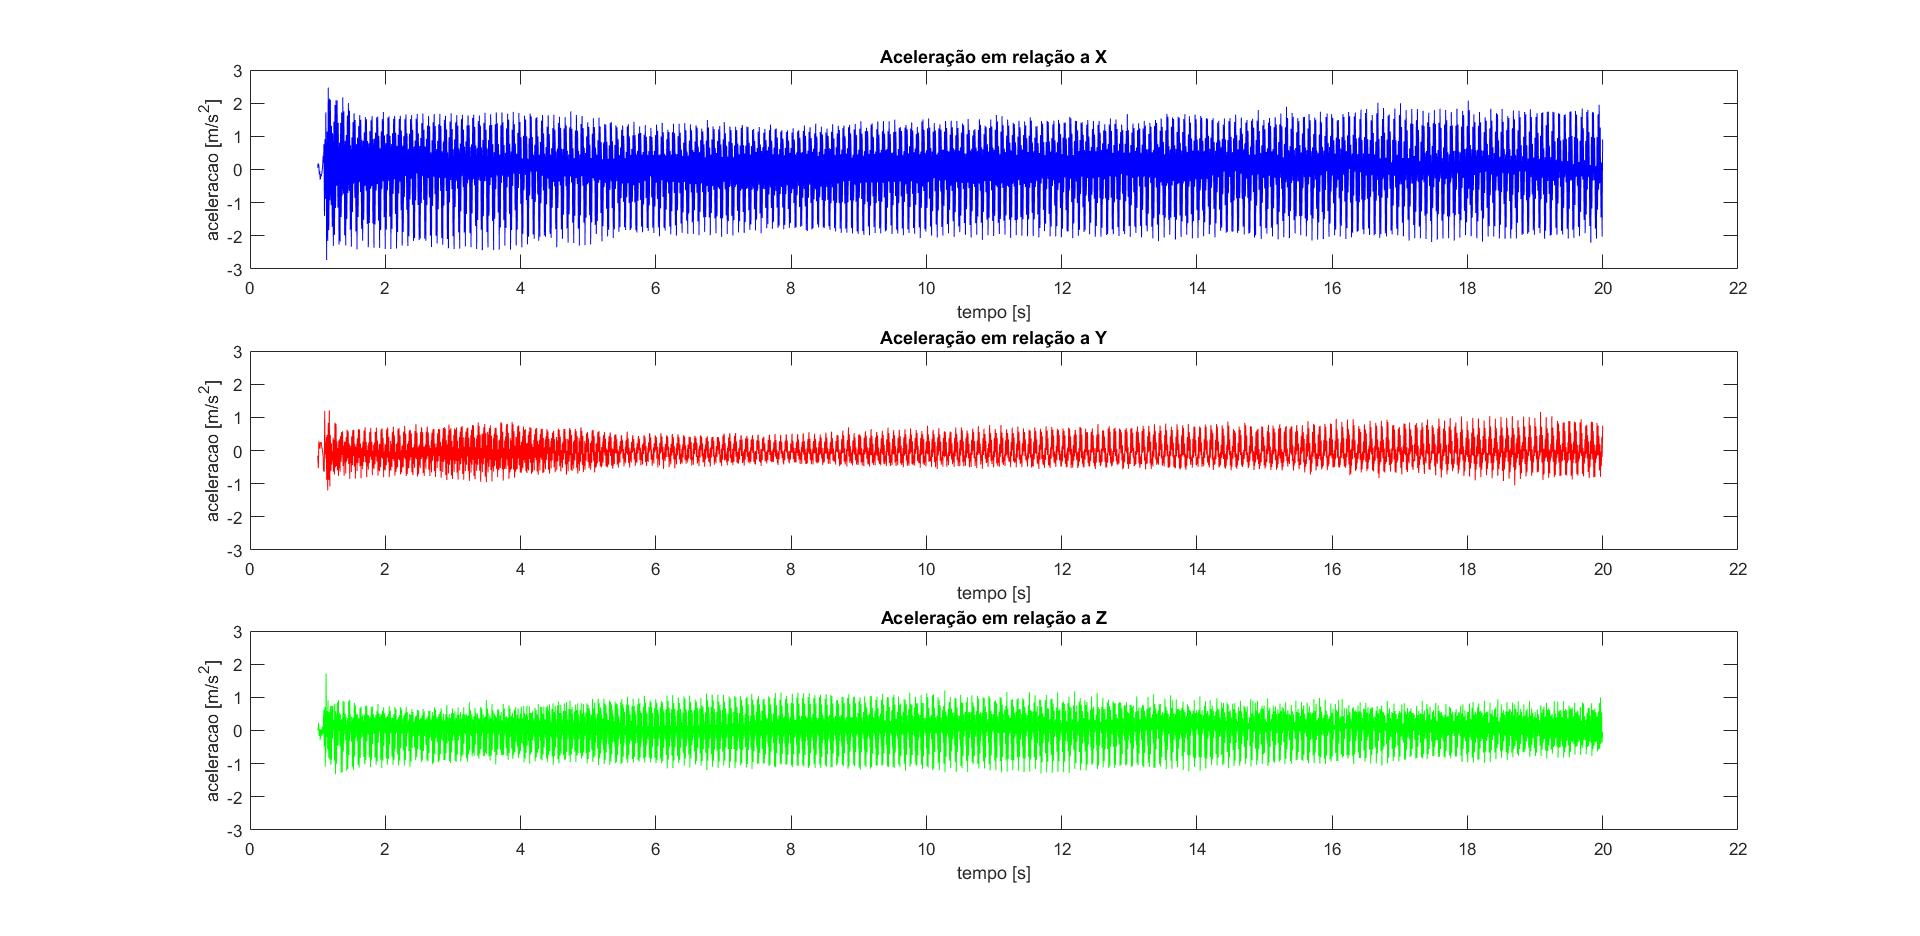 Aceleração em relação a X
3
2
1
0
-1
-2
-3
aceleracao [m/s^2]
0 2 4 6 8 10 12 14 16 18 20 22
tempo [s]
Aceleração em relação a Y
3
2
1
0
-1
-2
-3
aceleracao [m/s^2]
0 2 4 6 8 10 12 14 16 18 20 22
tempo [s]
Aceleração em relação a Z
3
2
1
0
-1
-2
-3
aceleracao [m/s^2]
0 2 4 6 8 10 12 14 16 18 20 22
tempo [s]